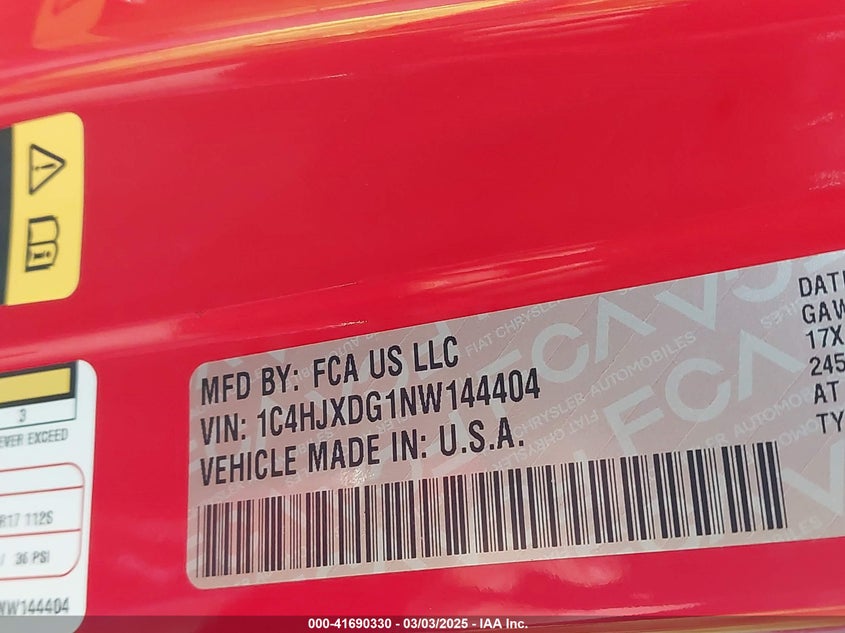 MFD BY: FCA US LLC
VIN: 1C4HJXDG1NW144404
VEHICLE MADE IN: U.S.A.
DAT
GAW
17X
245
AT
TY
3
EVER EXCEED
R17 112S
/ 36 PSI
NW144404
FIAT CHRYSLER AUTOMOBILES
FCA
000-41690330 - 03/03/2025 - IAA Inc.